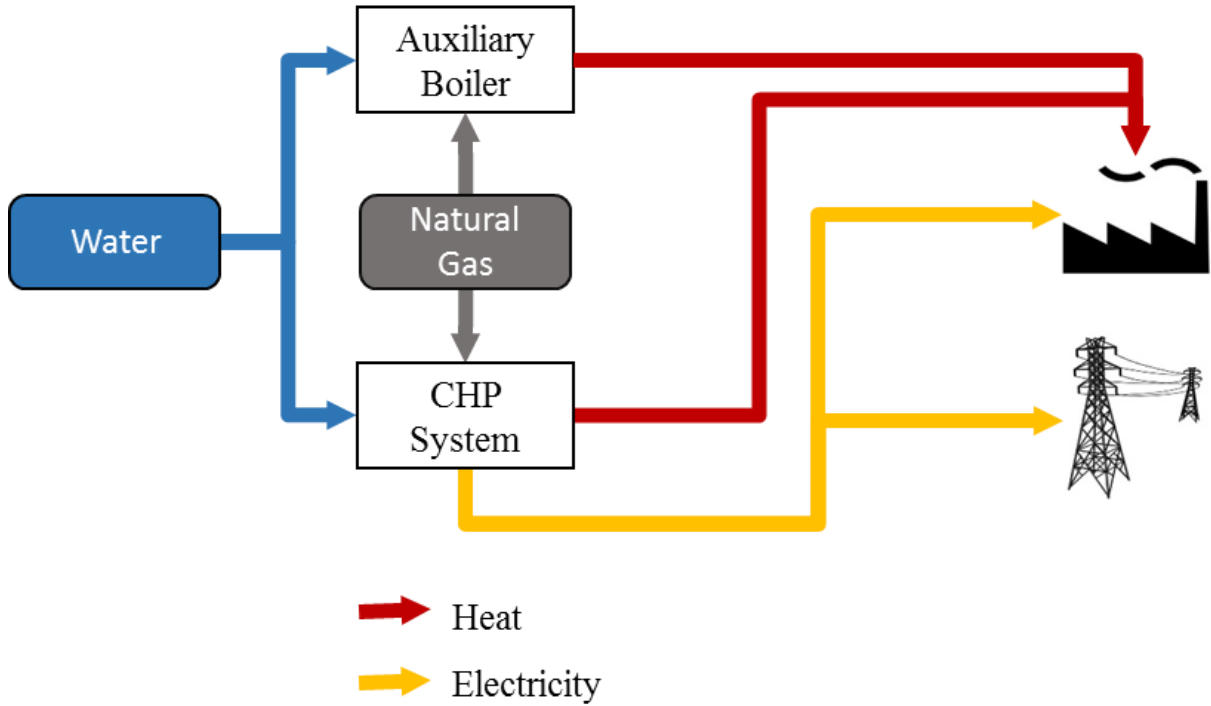 Auxiliary
Boiler
Water
Natural
Gas
CHP
System
Heat
Electricity